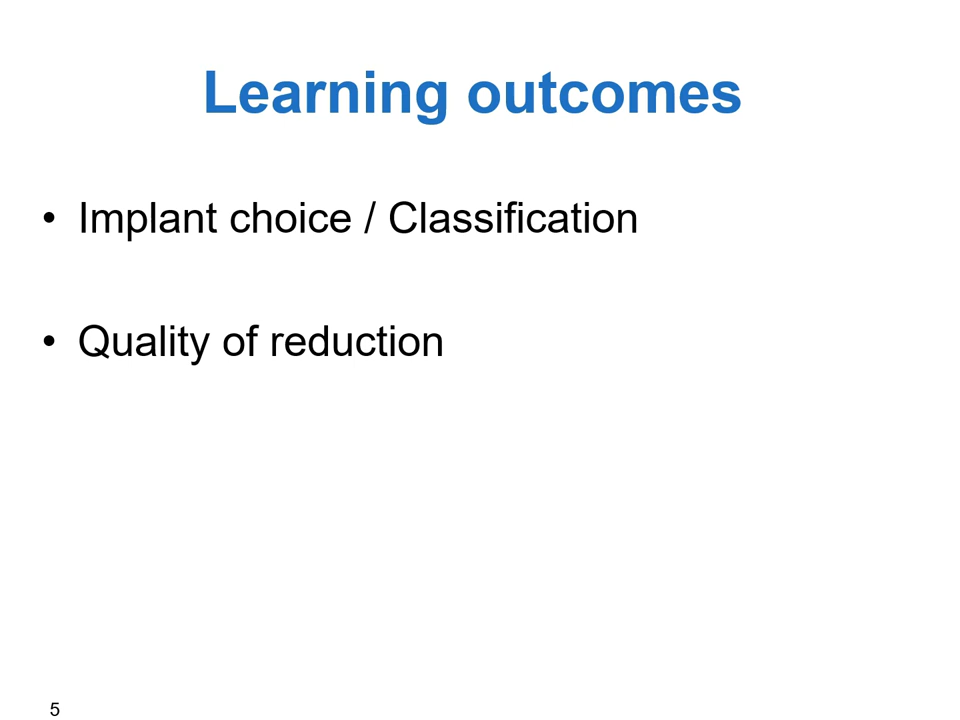 Learning outcomes
• Implant choice / Classification
• Quality of reduction
5